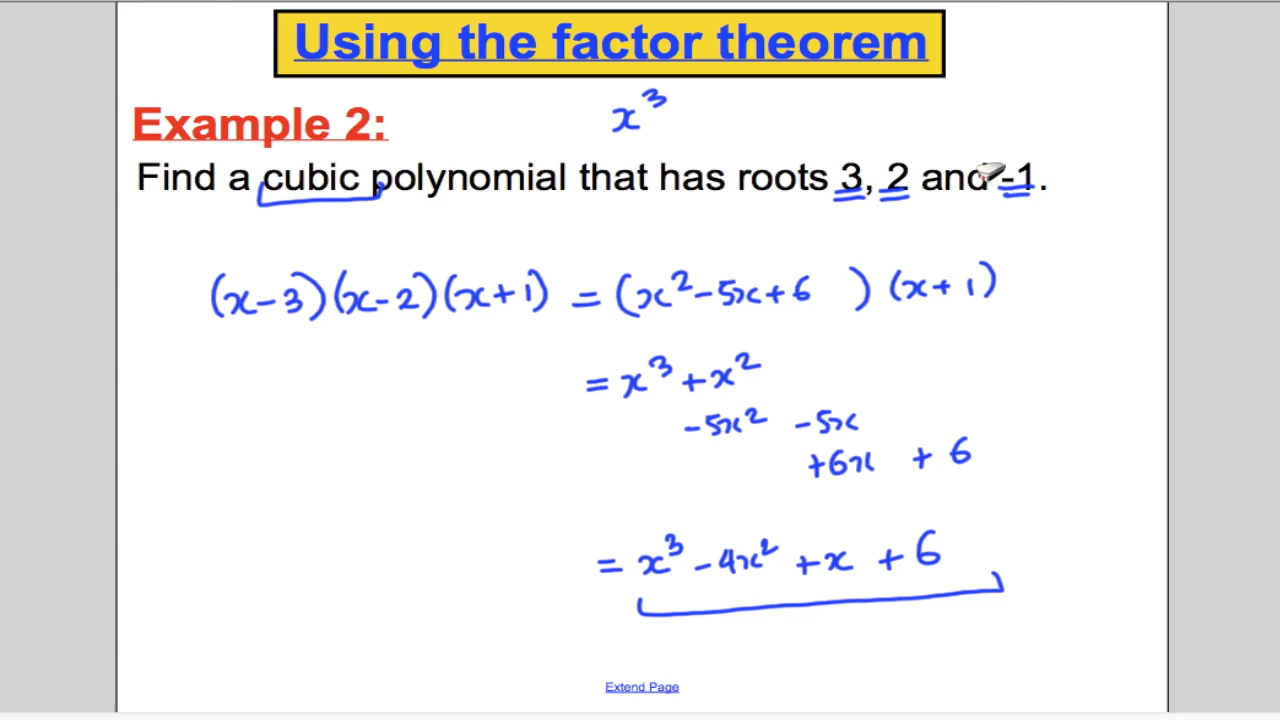 Using the factor theorem
Example 2:
x³
Find a cubic polynomial that has roots 3, 2 and -1.
(x-3)(x-2)(x+1) = (x²-5x+6 ) (x+1)
= x³ + x²
-5x² -5x
+6x + 6
= x³ - 4x² + x + 6
Extend Page